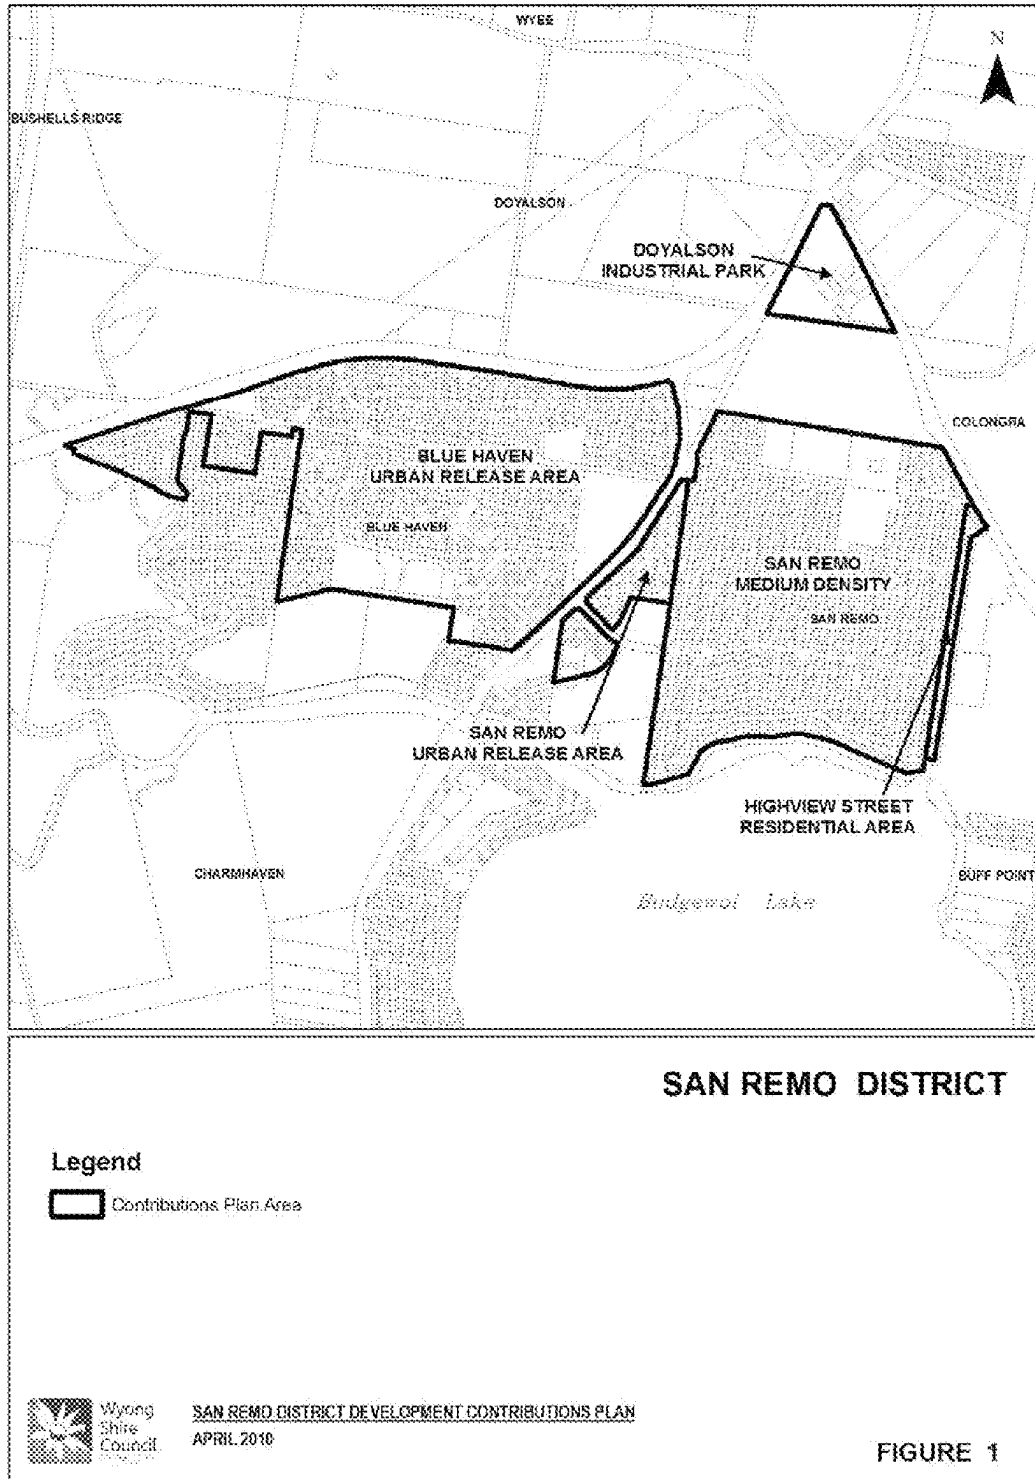 WYEE
N
BUSHELLS RIDGE
DOYALSON
DOYALSON
INDUSTRIAL PARK
COLONGRA
BLUE HAVEN
URBAN RELEASE AREA
BLUE HAVEN
SAN REMO
MEDIUM DENSITY
SAN REMO
SAN REMO
URBAN RELEASE AREA
HIGHVIEW STREET
RESIDENTIAL AREA
CHARMHAVEN
BUFF POINT
Budgewoi Lake
SAN REMO DISTRICT
Legend
Contributions Plan Area
Wyong
Shire
Council
SAN REMO DISTRICT DEVELOPMENT CONTRIBUTIONS PLAN
APRIL 2010
FIGURE 1